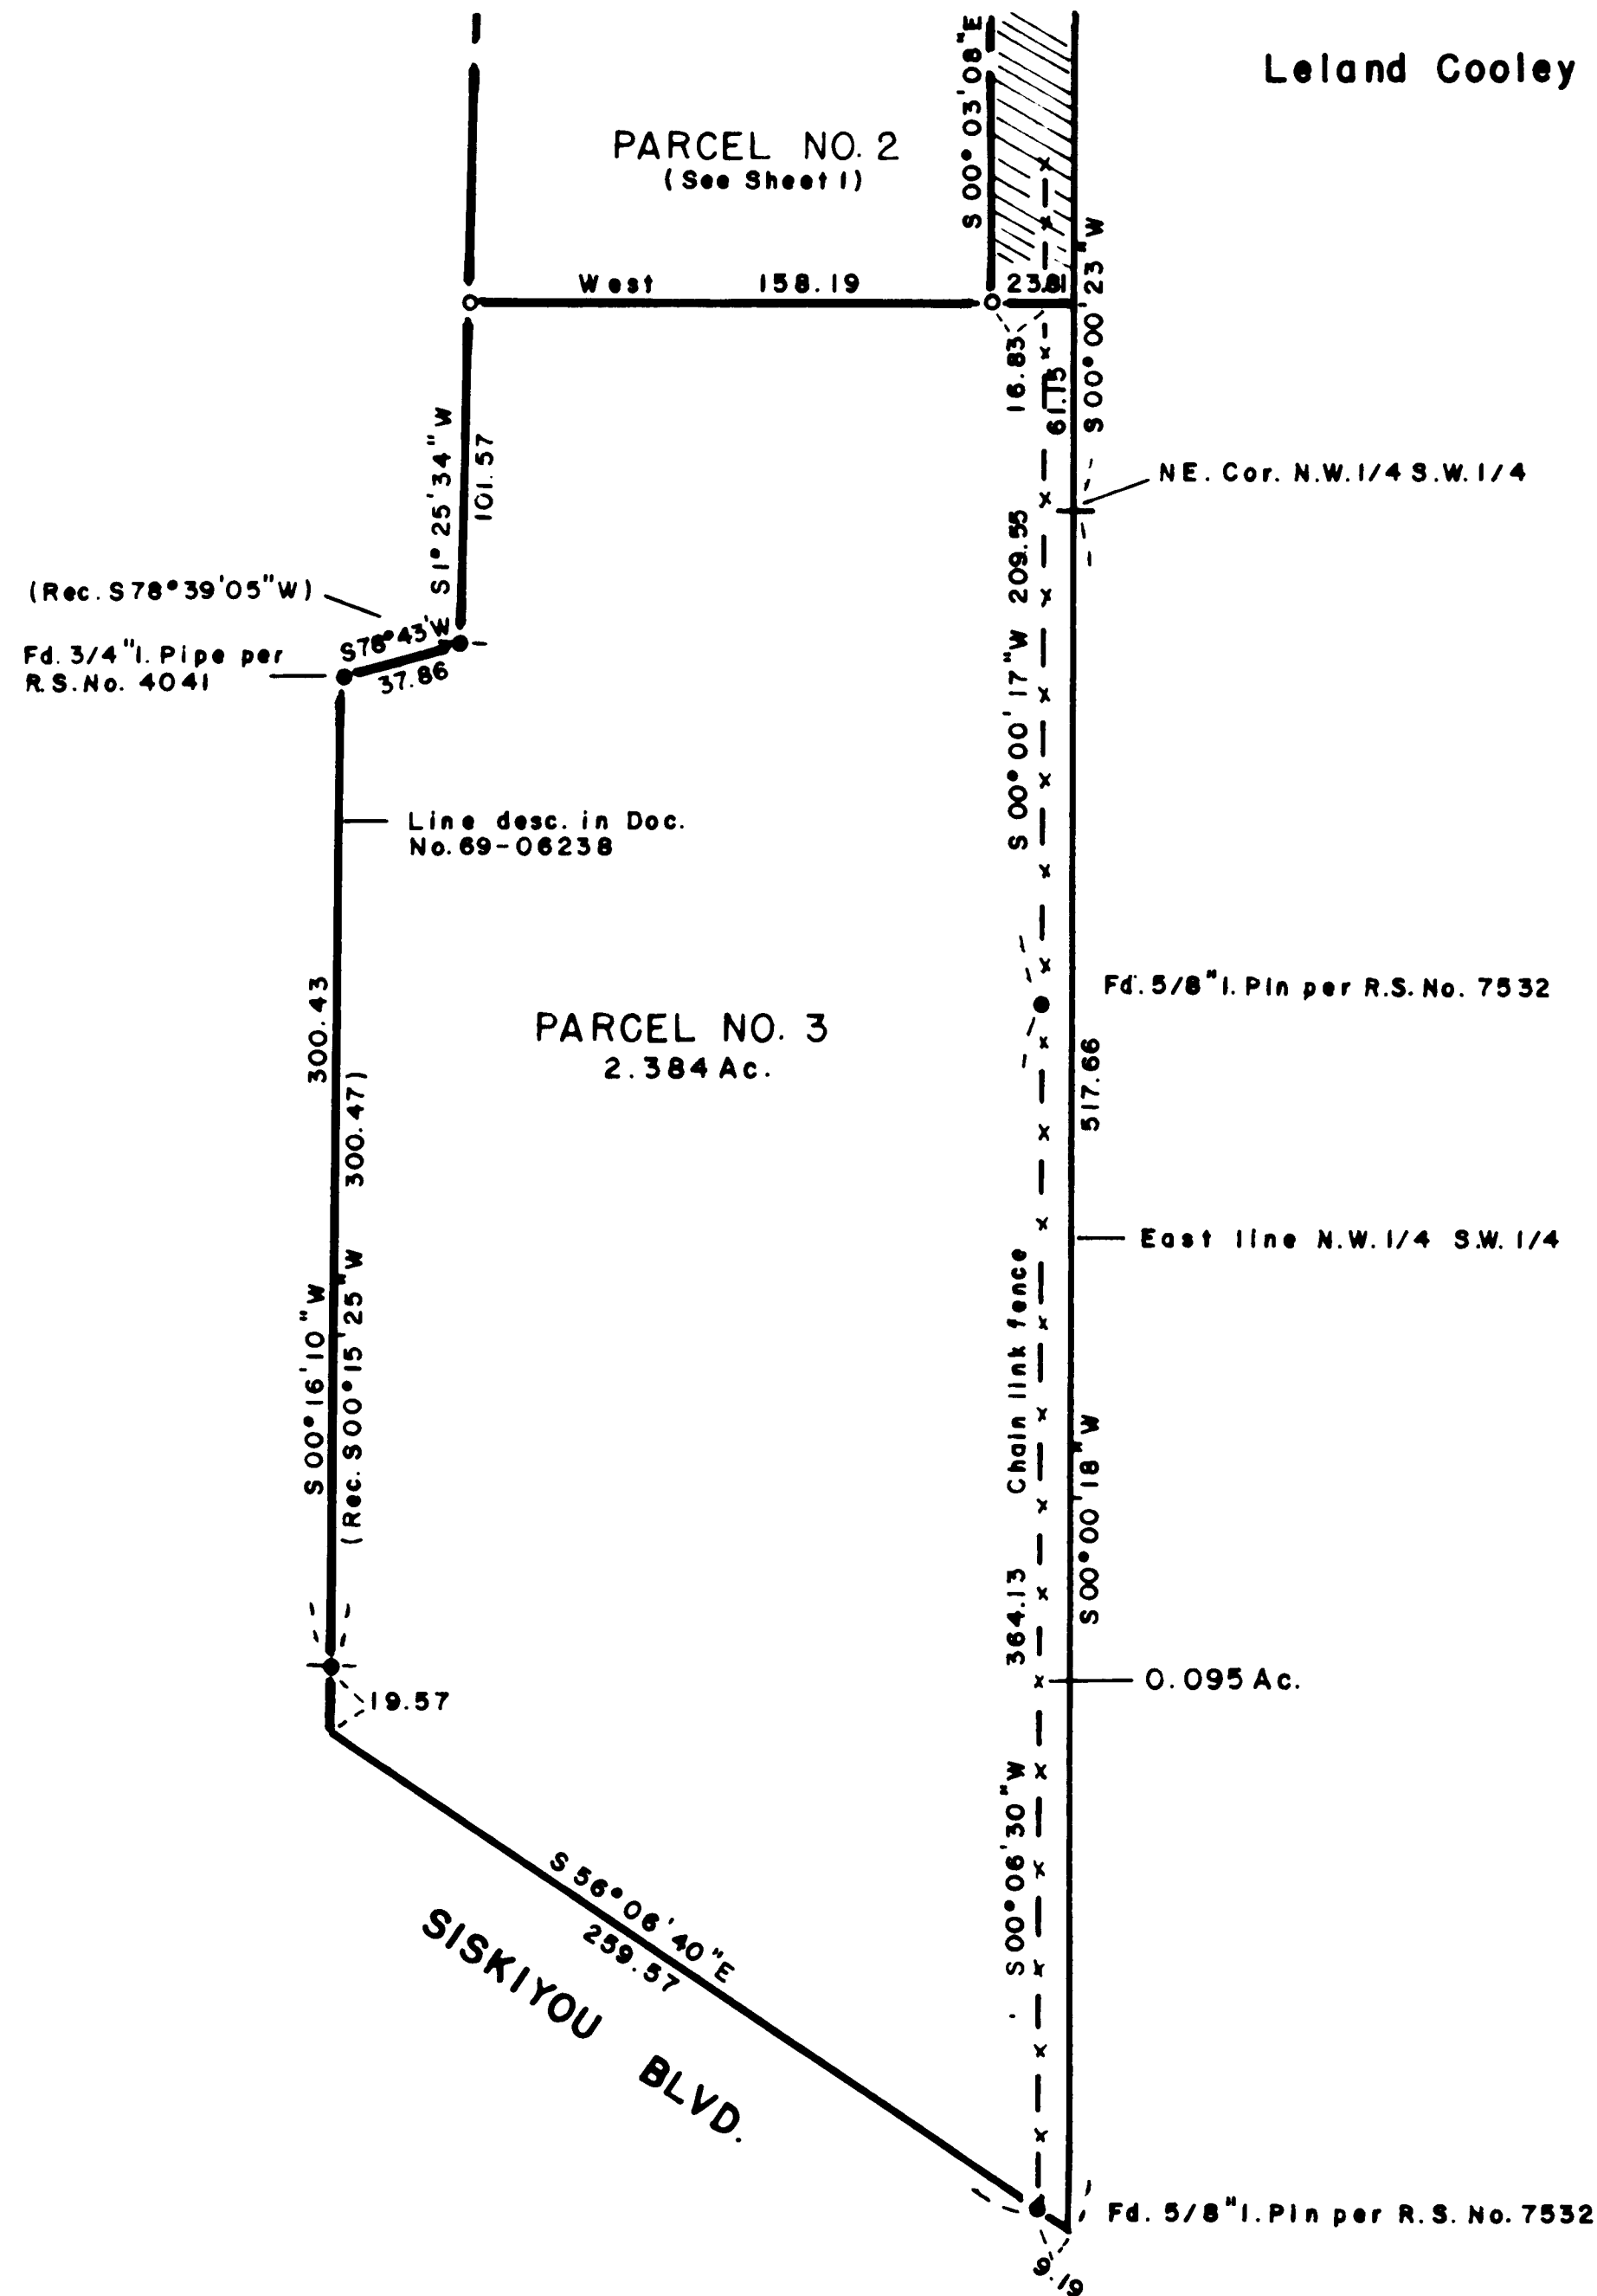 Leland Cooley
S 00° 03' 08" E
PARCEL NO. 2
(See Sheet 1)
West 158.19
23.81
S 00° 00' 23" W
16.83
61.15
S 1° 25' 34" W
101.57
NE. Cor. N.W. 1/4 S.W. 1/4
S 00° 00' 17" W 209.55
(Rec. S 78° 39' 05" W)
S 78° 43' W
37.86
Fd. 3/4" I. Pipe per
R.S. No. 4041
Line desc. in Doc.
No. 69-06238
Fd. 5/8" I. Pin per R.S. No. 7532
PARCEL NO. 3
2.384 Ac.
S 00° 16' 10" W 300.43
(Rec. S 00° 15' 25" W 300.47)
517.66
S 00° 00' 18" W
East line N.W. 1/4 S.W. 1/4
Chain link fence
S 00° 06' 30" W 364.13
0.095 Ac.
19.57
S 56° 06' 40" E
259.57
SISKIYOU BLVD.
Fd. 5/8" I. Pin per R.S. No. 7532
9.19